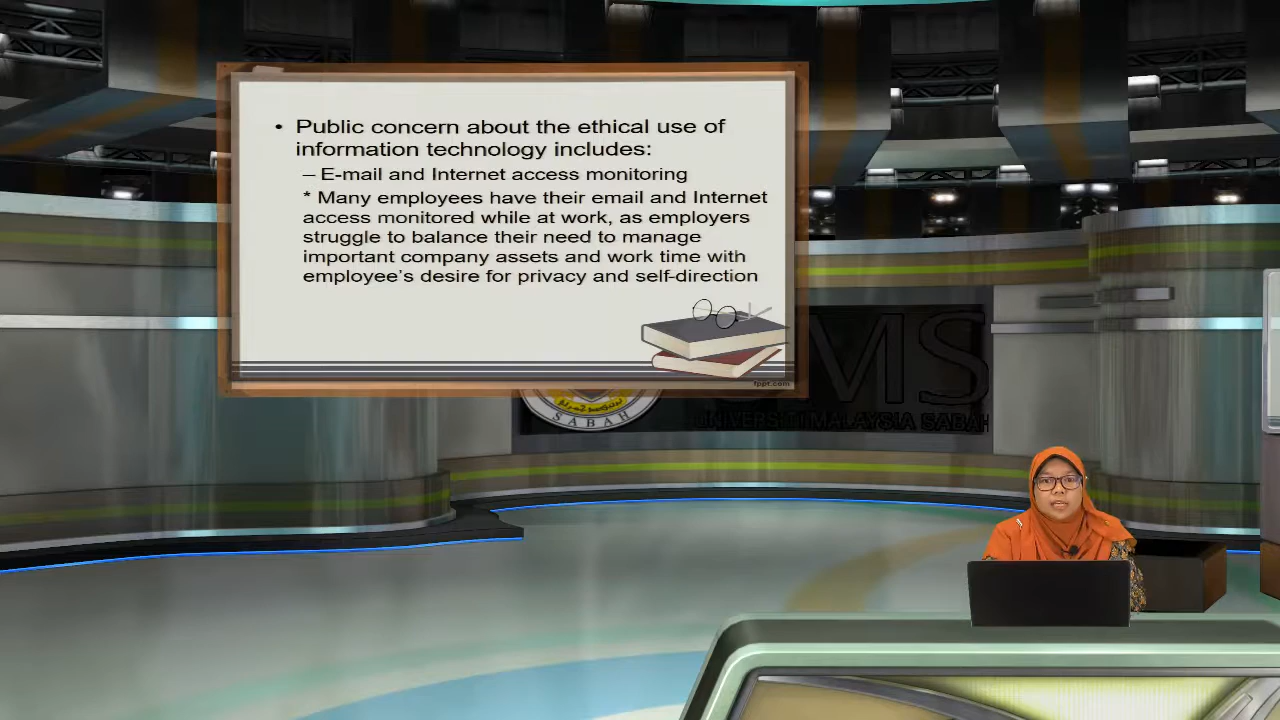 • Public concern about the ethical use of
information technology includes:
– E-mail and Internet access monitoring
* Many employees have their email and Internet
access monitored while at work, as employers
struggle to balance their need to manage
important company assets and work time with
employee’s desire for privacy and self-direction
fppt.com
MS
UNIVERSITI MALAYSIA SABAH
SABAH